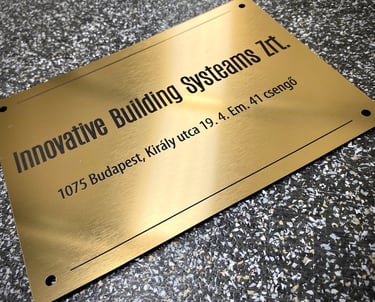 Innovative Building Systeams Zrt.
1075 Budapest, Király utca 19. 4. Em. 41 csengő